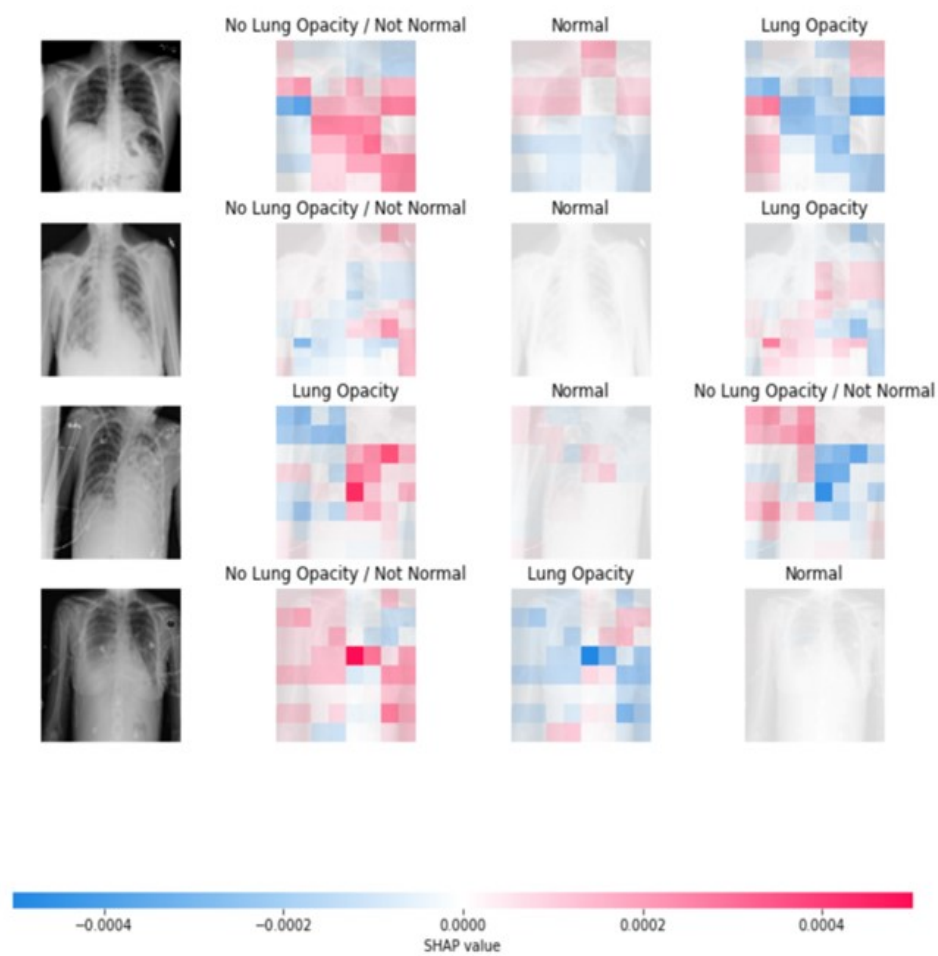 No Lung Opacity / Not Normal Normal Lung Opacity
No Lung Opacity / Not Normal Normal Lung Opacity
Lung Opacity Normal No Lung Opacity / Not Normal
No Lung Opacity / Not Normal Lung Opacity Normal
−0.0004 −0.0002 0.0000 0.0002 0.0004
SHAP value